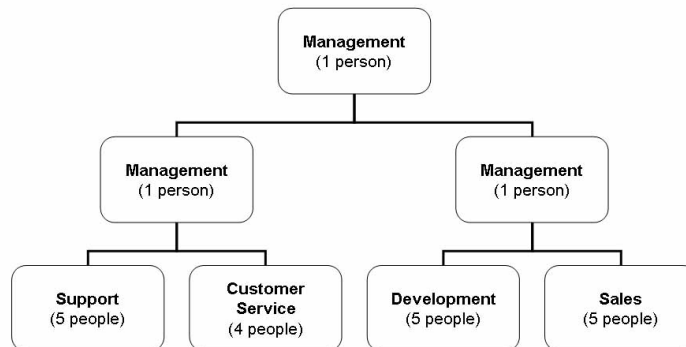 Management
(1 person)
Management
(1 person)
Management
(1 person)
Support
(5 people)
Customer
Service
(4 people)
Development
(5 people)
Sales
(5 people)